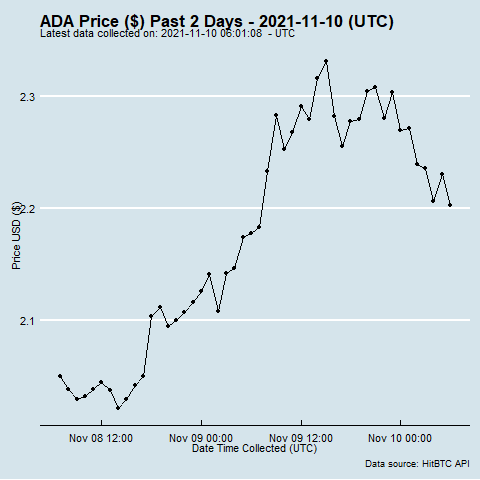 ADA Price ($) Past 2 Days - 2021-11-10 (UTC)
Latest data collected on: 2021-11-10 06:01:08 - UTC
Price USD ($)
2.3
2.2
2.1
Nov 08 12:00
Nov 09 00:00
Nov 09 12:00
Nov 10 00:00
Date Time Collected (UTC)
Data source: HitBTC API